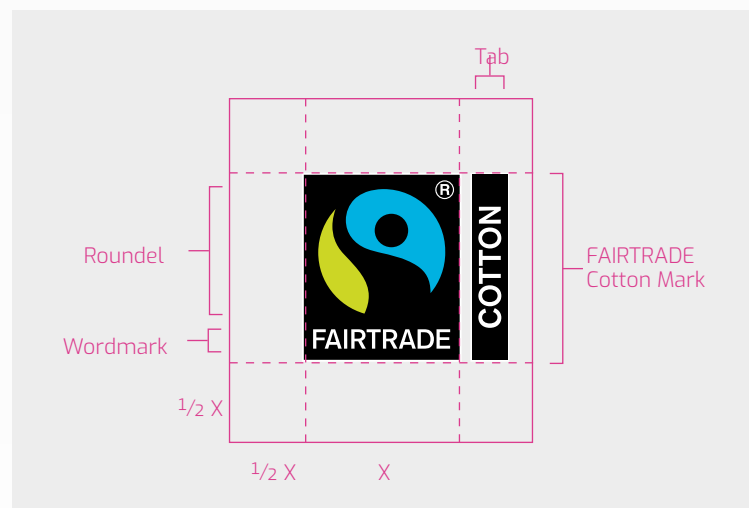 Tab
®
Roundel
COTTON
FAIRTRADE
Cotton Mark
FAIRTRADE
Wordmark
1/2 X
1/2 X
X